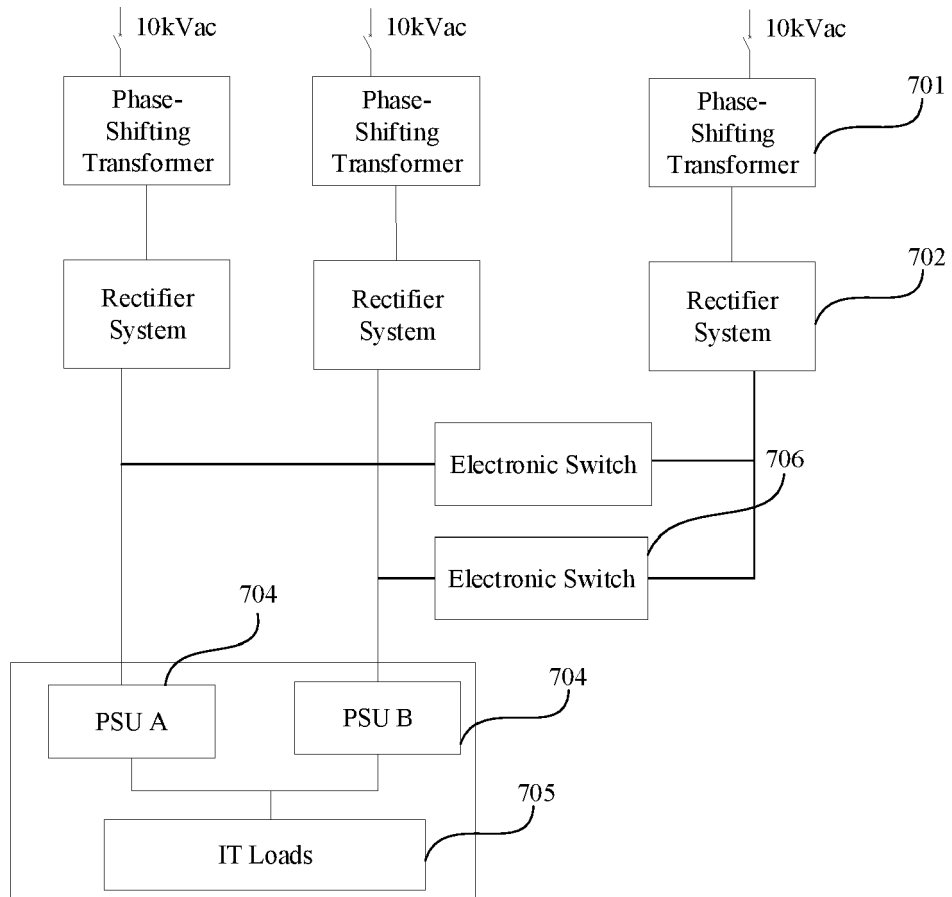 10kVac
10kVac
10kVac
Phase-
Shifting
Transformer
Phase-
Shifting
Transformer
Phase-
Shifting
Transformer
701
Rectifier
System
Rectifier
System
Rectifier
System
702
Electronic Switch
706
Electronic Switch
704
PSU A
PSU B
704
705
IT Loads